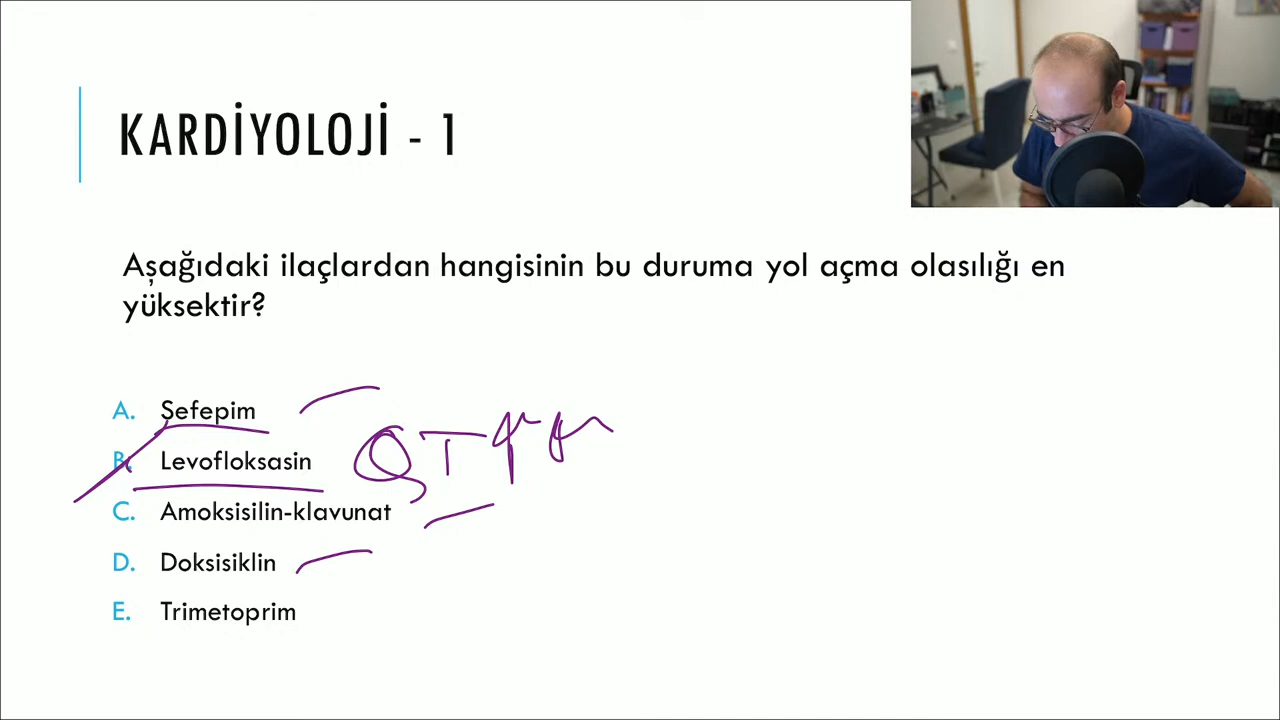 KARDİYOLOJİ - 1
Aşağıdaki ilaçlardan hangisinin bu duruma yol açma olasılığı en
yüksektir?
A. Sefepim
B. Levofloksasin
QT
C. Amoksisilin-klavunat
D. Doksisiklin
E. Trimetoprim